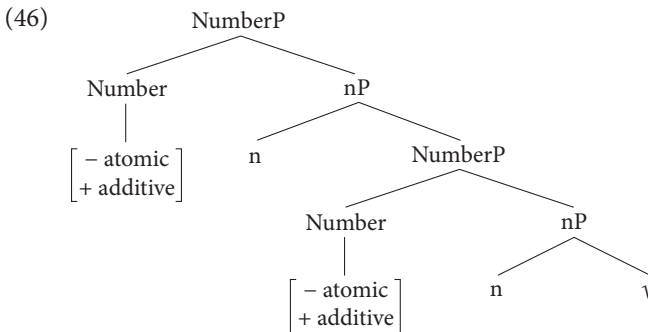 (46)
NumberP
Number nP
[ − atomic
+ additive ]
n NumberP
Number nP
[ − atomic
+ additive ]
n